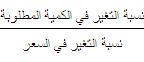 نسبة التغير في الكمية المطلوبة
نسبة التغير في السعر